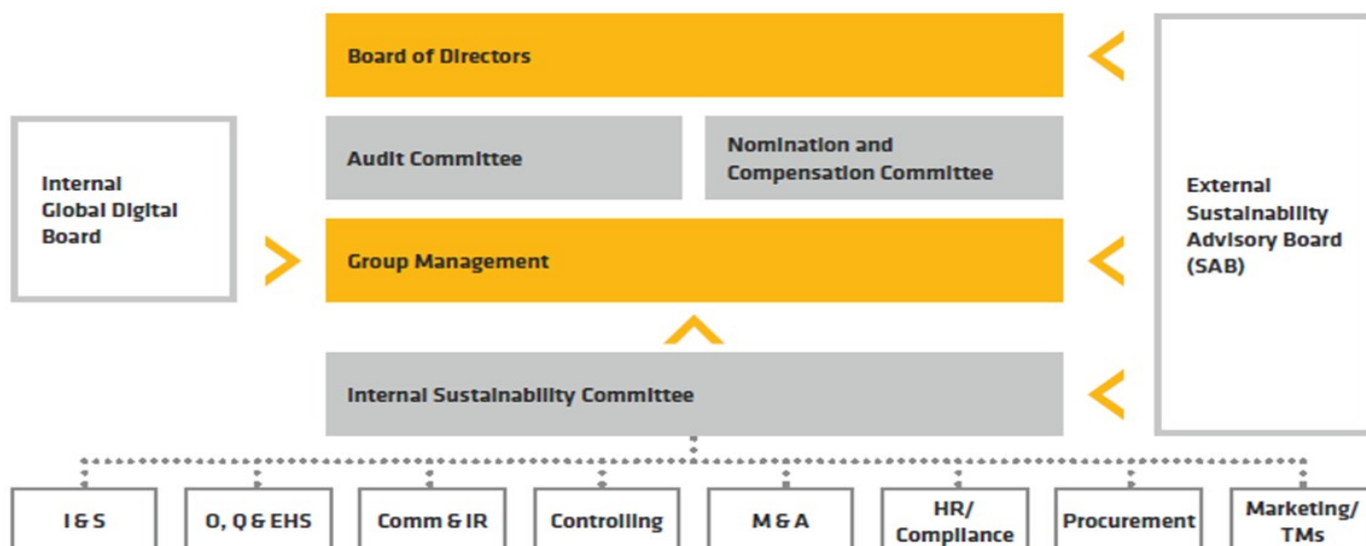 Board of Directors
Audit Committee
Nomination and
Compensation Committee
Internal
Global Digital
Board
Group Management
External
Sustainability
Advisory Board
(SAB)
Internal Sustainability Committee
I & S
O, Q & EHS
Comm & IR
Controlling
M & A
HR/
Compliance
Procurement
Marketing/
TMs